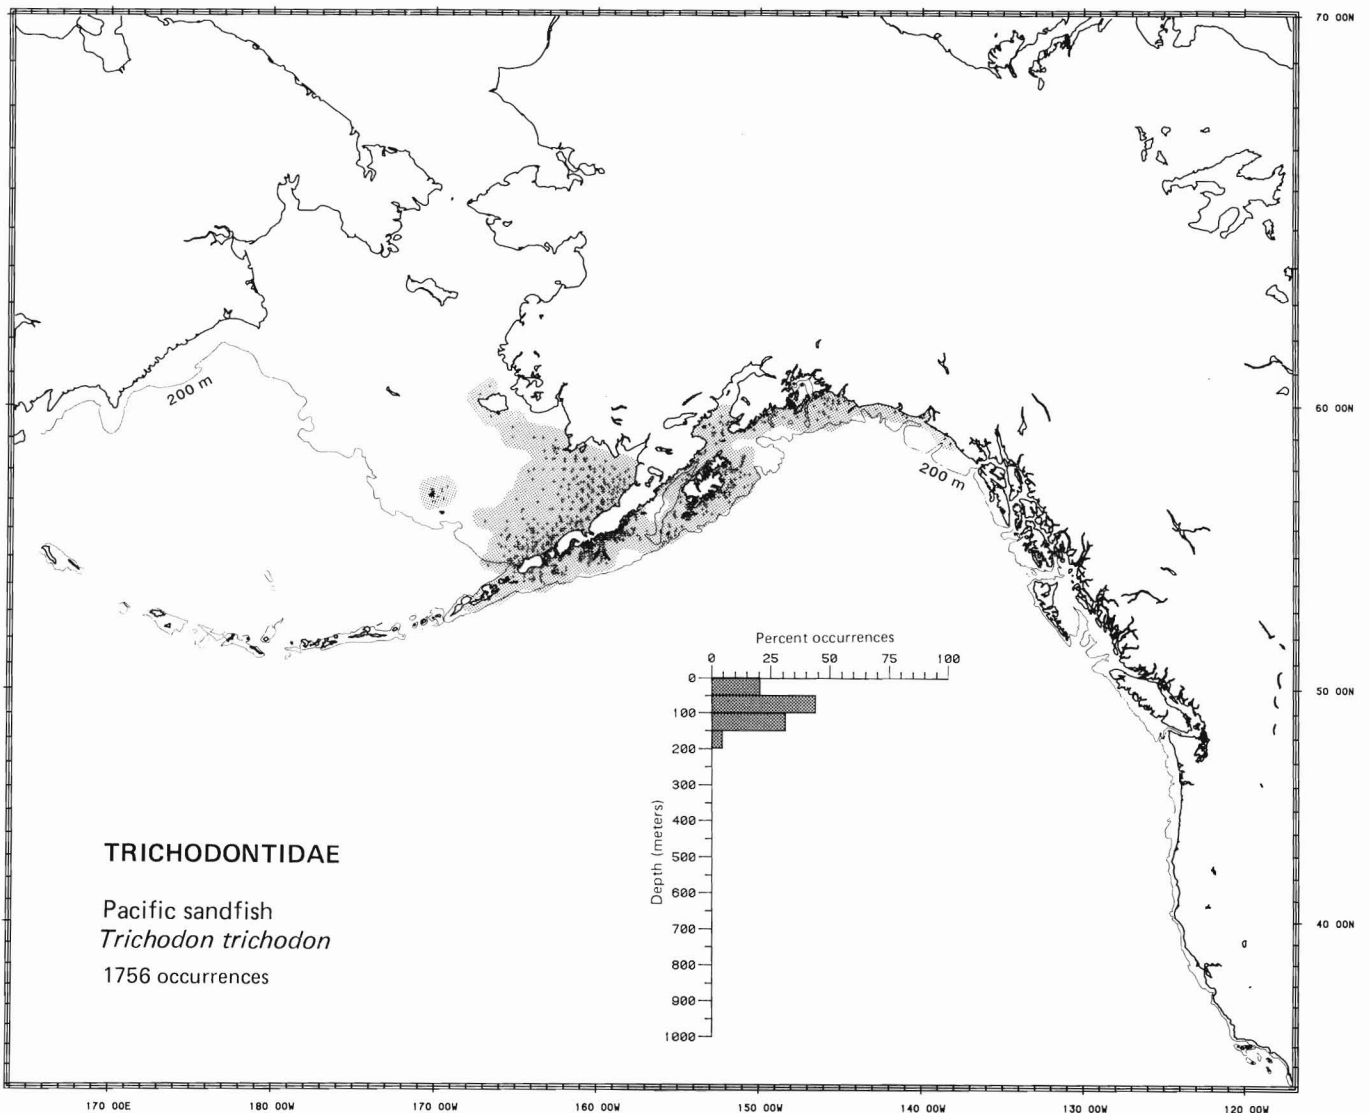 70 00N
200 m
60 00N
200 m
Percent occurrences
0 25 50 75 100
0
100
200
50 00N
300
400
500
600
700
800
900
1000
Depth (meters)
TRICHODONTIDAE
Pacific sandfish
Trichodon trichodon
1756 occurrences
40 00N
170 00E 180 00W 170 00W 160 00W 150 00W 140 00W 130 00W 120 00W